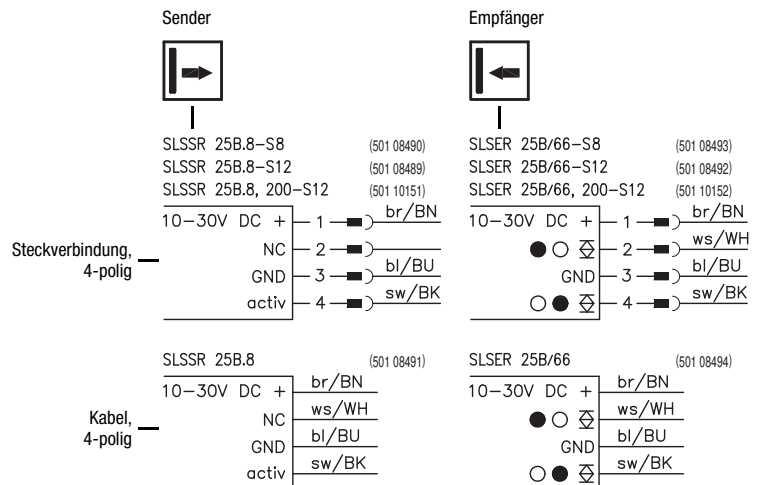 Sender
Empfänger
SLSSR 25B.8-S8 (501 08490)
SLSSR 25B.8-S12 (501 08489)
SLSSR 25B.8, 200-S12 (501 10151)
SLSER 25B/66-S8 (501 08493)
SLSER 25B/66-S12 (501 08492)
SLSER 25B/66, 200-S12 (501 10152)
Steckverbindung,
4-polig
10-30V DC + 1 br/BN
NC 2
GND 3 bl/BU
activ 4 sw/BK
10-30V DC + 1 br/BN
2 ws/WH
GND 3 bl/BU
4 sw/BK
SLSSR 25B.8 (501 08491)
SLSER 25B/66 (501 08494)
Kabel,
4-polig
10-30V DC + br/BN
NC ws/WH
GND bl/BU
activ sw/BK
10-30V DC + br/BN
ws/WH
GND bl/BU
sw/BK